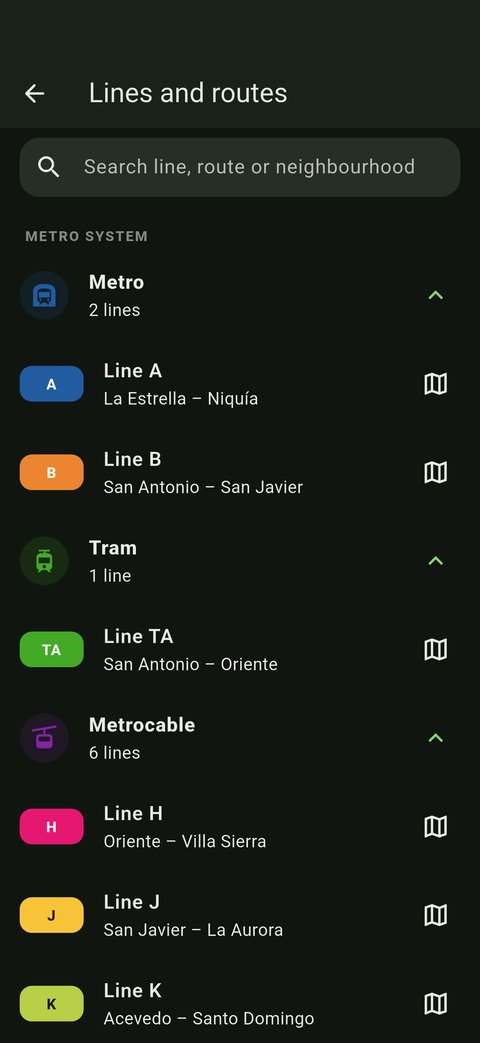 Lines and routes
Search line, route or neighbourhood
METRO SYSTEM
Metro
2 lines
A
Line A
La Estrella – Niquía
B
Line B
San Antonio – San Javier
Tram
1 line
TA
Line TA
San Antonio – Oriente
Metrocable
6 lines
H
Line H
Oriente – Villa Sierra
J
Line J
San Javier – La Aurora
K
Line K
Acevedo – Santo Domingo